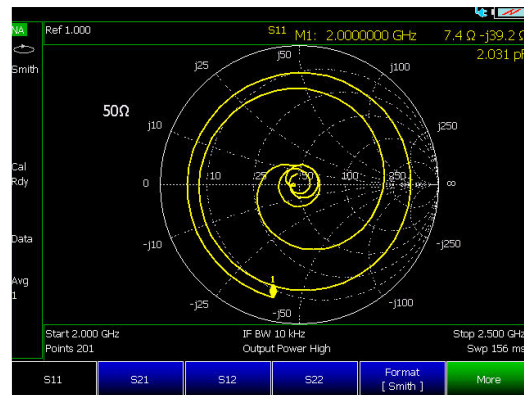 NA
Ref 1.000
S11
M1: 2.0000000 GHz
7.4 Ω -j39.2 Ω
2.031 pF
Smith
50Ω
j50
j25
j100
j10
j250
Cal
Rdy
0
10
25
50
100
250
∞
Data
-j10
-j250
Avg
1
1
-j25
-j50
-j100
Start 2.000 GHz
IF BW 10 kHz
Stop 2.500 GHz
Points 201
Output Power High
Swp 156 ms
S11
S21
S12
S22
Format
[ Smith ]
More